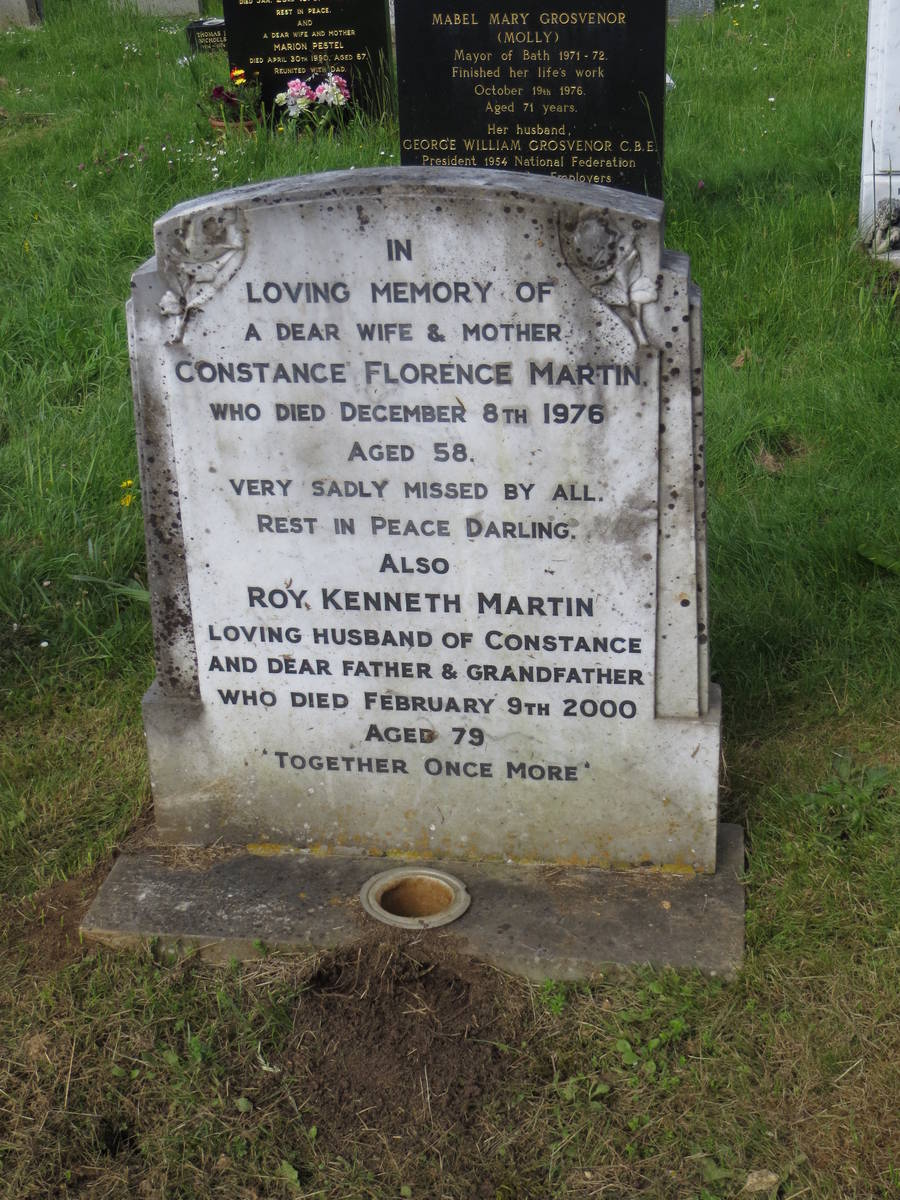 REST IN PEACE.
AND
A DEAR WIFE AND MOTHER
MARION PESTEL
DIED APRIL 30TH 1990, AGED 67.
REUNITED WITH DAD.
THOMAS
MABEL MARY GROSVENOR
(MOLLY)
Mayor of Bath 1971-72.
Finished her life's work
October 19th 1976.
Aged 71 years.
Her husband,
GEORGE WILLIAM GROSVENOR C.B.E.
President 1954 National Federation
Employers
IN
LOVING MEMORY OF
A DEAR WIFE & MOTHER
CONSTANCE FLORENCE MARTIN.
WHO DIED DECEMBER 8TH 1976
AGED 58.
VERY SADLY MISSED BY ALL.
REST IN PEACE DARLING.
ALSO
ROY KENNETH MARTIN
LOVING HUSBAND OF CONSTANCE
AND DEAR FATHER & GRANDFATHER
WHO DIED FEBRUARY 9TH 2000
AGED 79
'TOGETHER ONCE MORE'